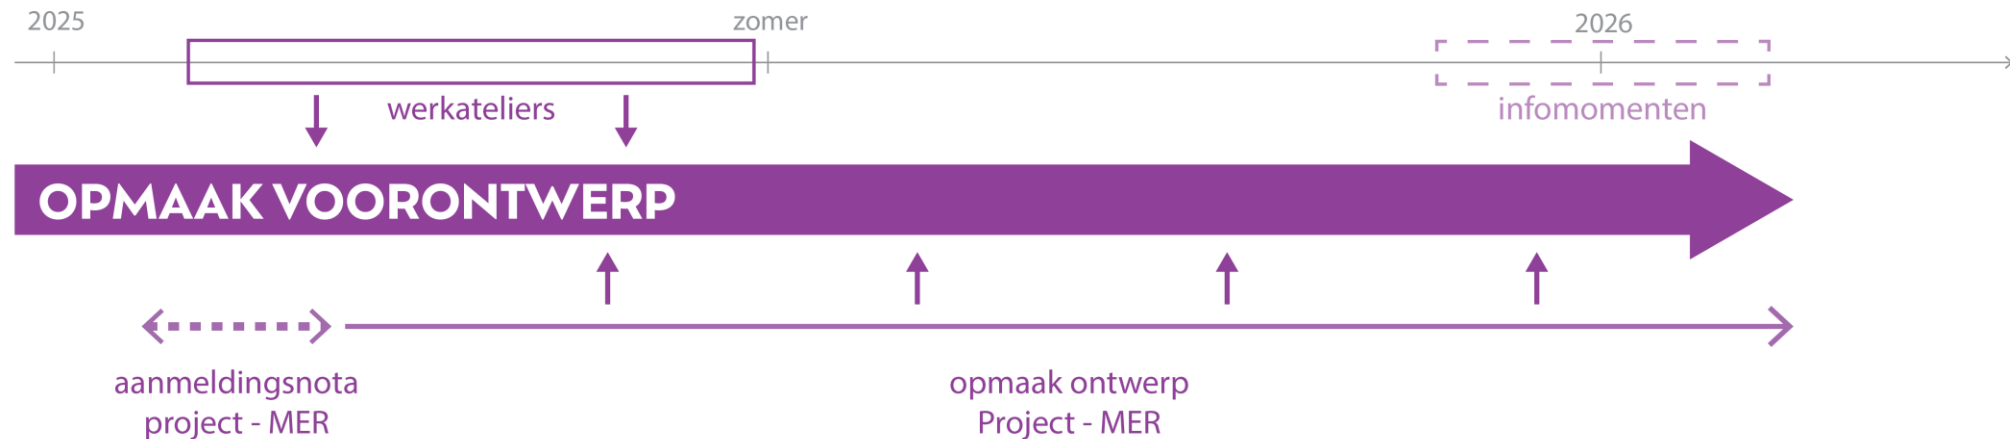 2025
zomer
2026
werkateliers
infomomenten
OPMAAK VOORONTWERP
aanmeldingsnota
project - MER
opmaak ontwerp
Project - MER